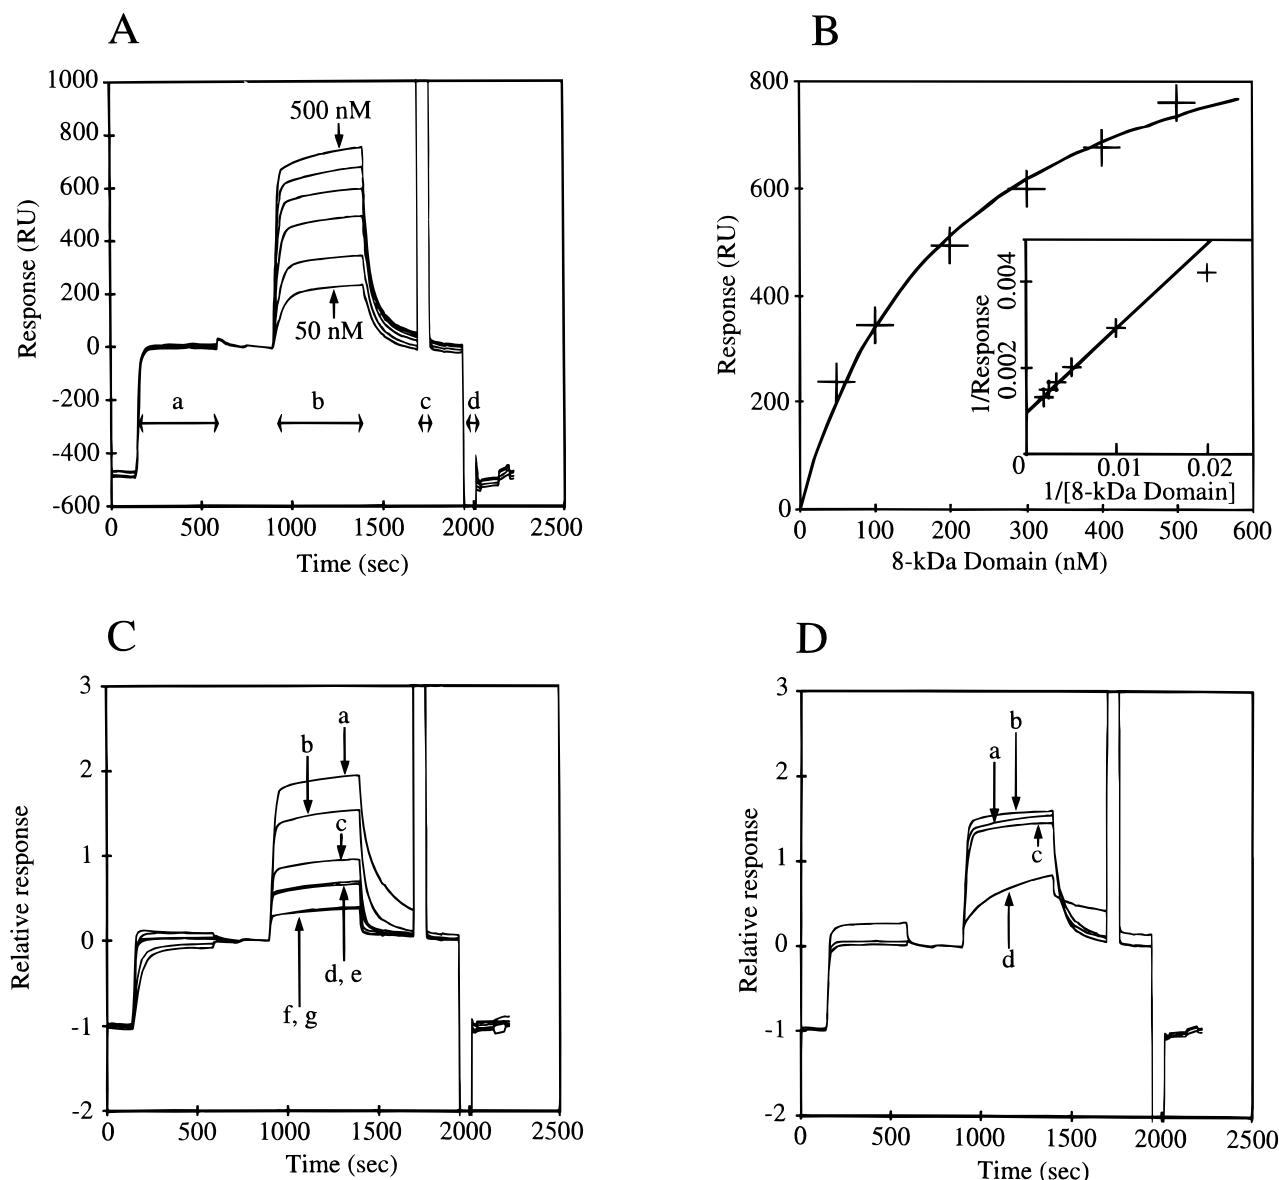 A
1000
800
600
400
200
0
-200
-400
-600
Response (RU)
500 nM
50 nM
a
b
c
d
0
500
1000
1500
2000
2500
Time (sec)
B
800
600
400
200
0
Response (RU)
0
100
200
300
400
500
600
8-kDa Domain (nM)
1/Response
0.004
0.002
0
0.01
0.02
1/[8-kDa Domain]
C
3
2
1
0
-1
-2
Relative response
a
b
c
d, e
f, g
0
500
1000
1500
2000
2500
Time (sec)
D
3
2
1
0
-1
-2
Relative response
b
a
c
d
0
500
1000
1500
2000
2500
Time (sec)